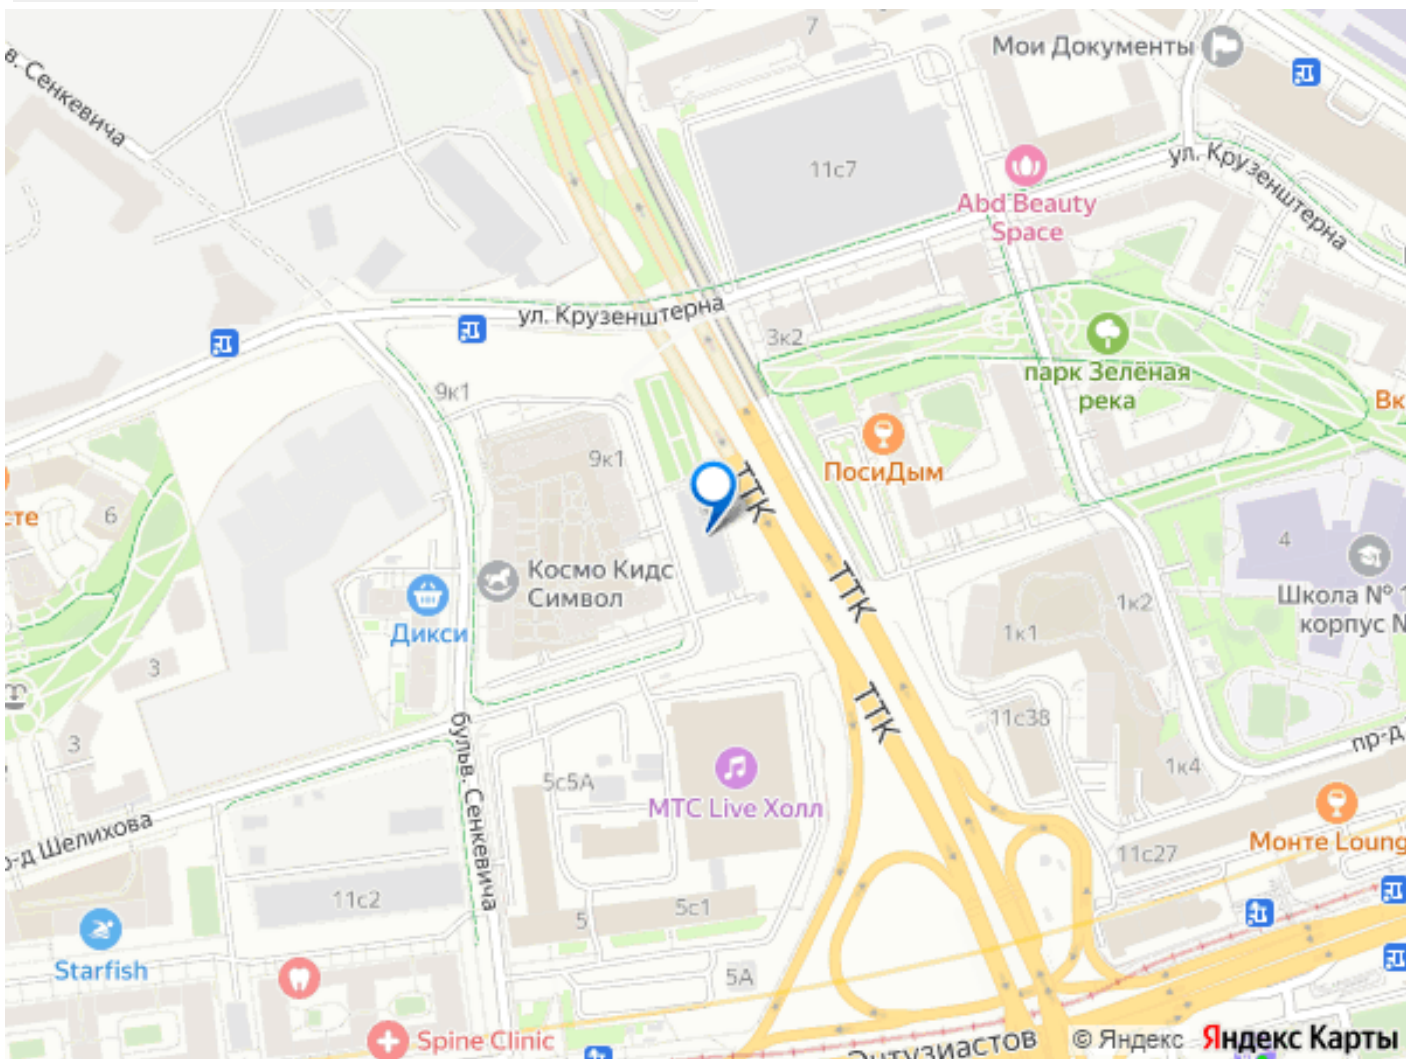 7
Мои Документы
в. Сенкевича
11с7
ул. Крузенштерна
Abd Beauty
Space
ул. Крузенштерна
3к2
парк Зелёная
река
9к1
Вк
ПосиДым
9к1
ТТК
сте
6
4
Космо Кидс
Символ
ТТК
Школа № 1
корпус N
1к2
Дикси
1к1
3
ТТК
11с38
3
бульв. Сенкевича
пр-д
1к4
5с5А
МТС Live Холл
о-д Шелихова
Монте Loung
11с27
11с2
5
5с1
Starfish
5А
Spine Clinic
Энтузиастов
© Яндекс Яндекс Карты